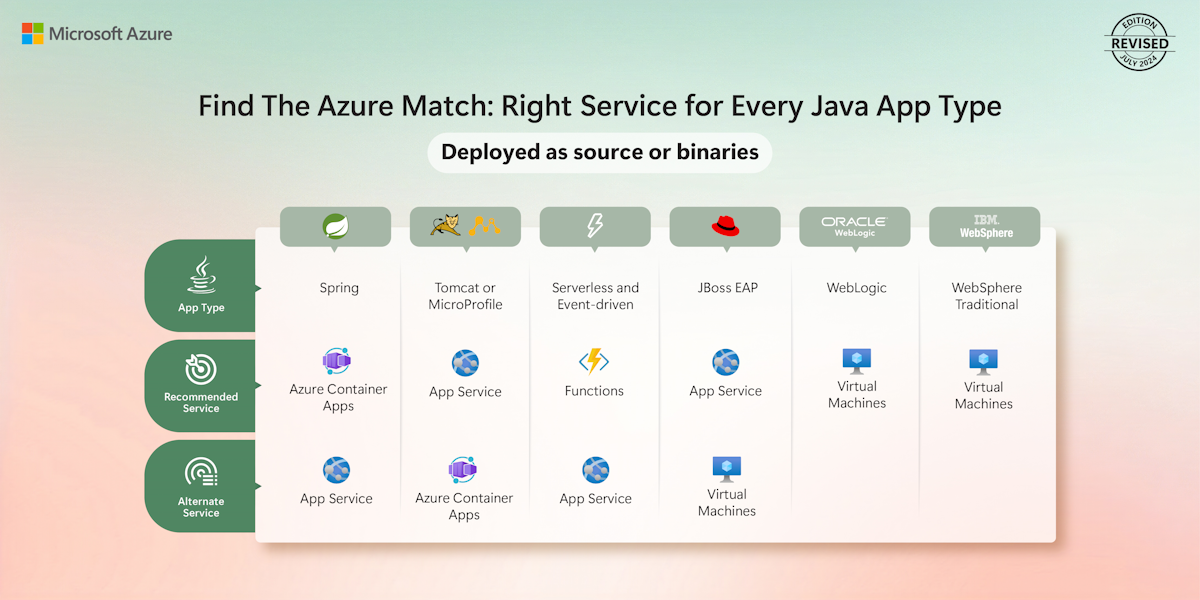 Microsoft Azure
EDITION
REVISED
JULY 2024
Find The Azure Match: Right Service for Every Java App Type
Deployed as source or binaries
ORACLE
WebLogic
IBM.
WebSphere
App Type
Spring
Tomcat or
MicroProfile
Serverless and
Event-driven
JBoss EAP
WebLogic
WebSphere
Traditional
Recommended
Service
Azure Container
Apps
App Service
Functions
App Service
Virtual
Machines
Virtual
Machines
Alternate
Service
App Service
Azure Container
Apps
App Service
Virtual
Machines